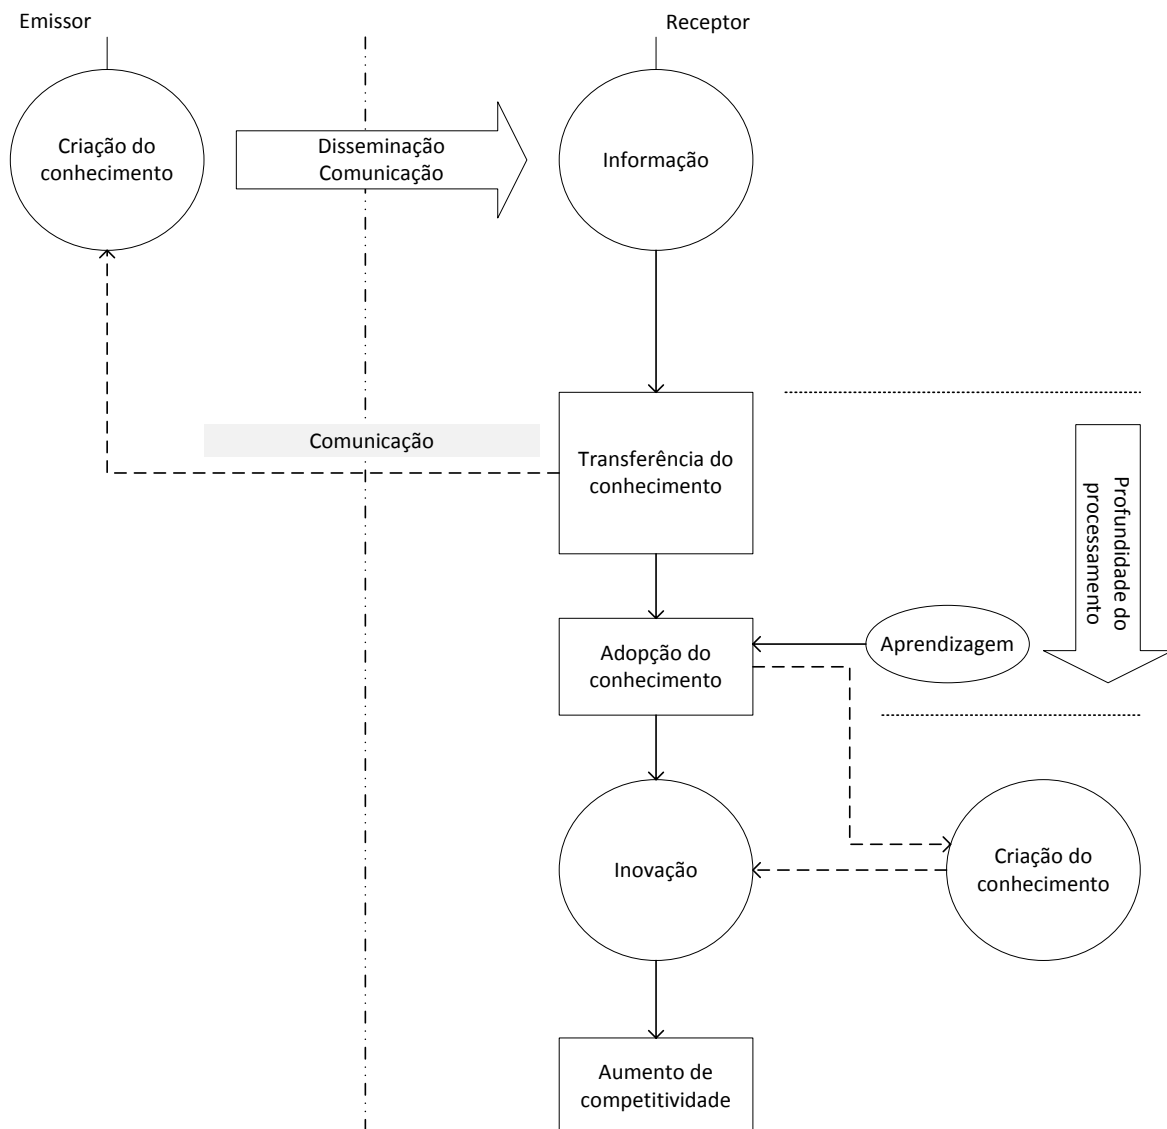 Emissor
Receptor
Criação do
conhecimento
Disseminação
Comunicação
Informação
Comunicação
Transferência do
conhecimento
Profundidade do
processamento
Adopção do
conhecimento
Aprendizagem
Inovação
Criação do
conhecimento
Aumento de
competitividade